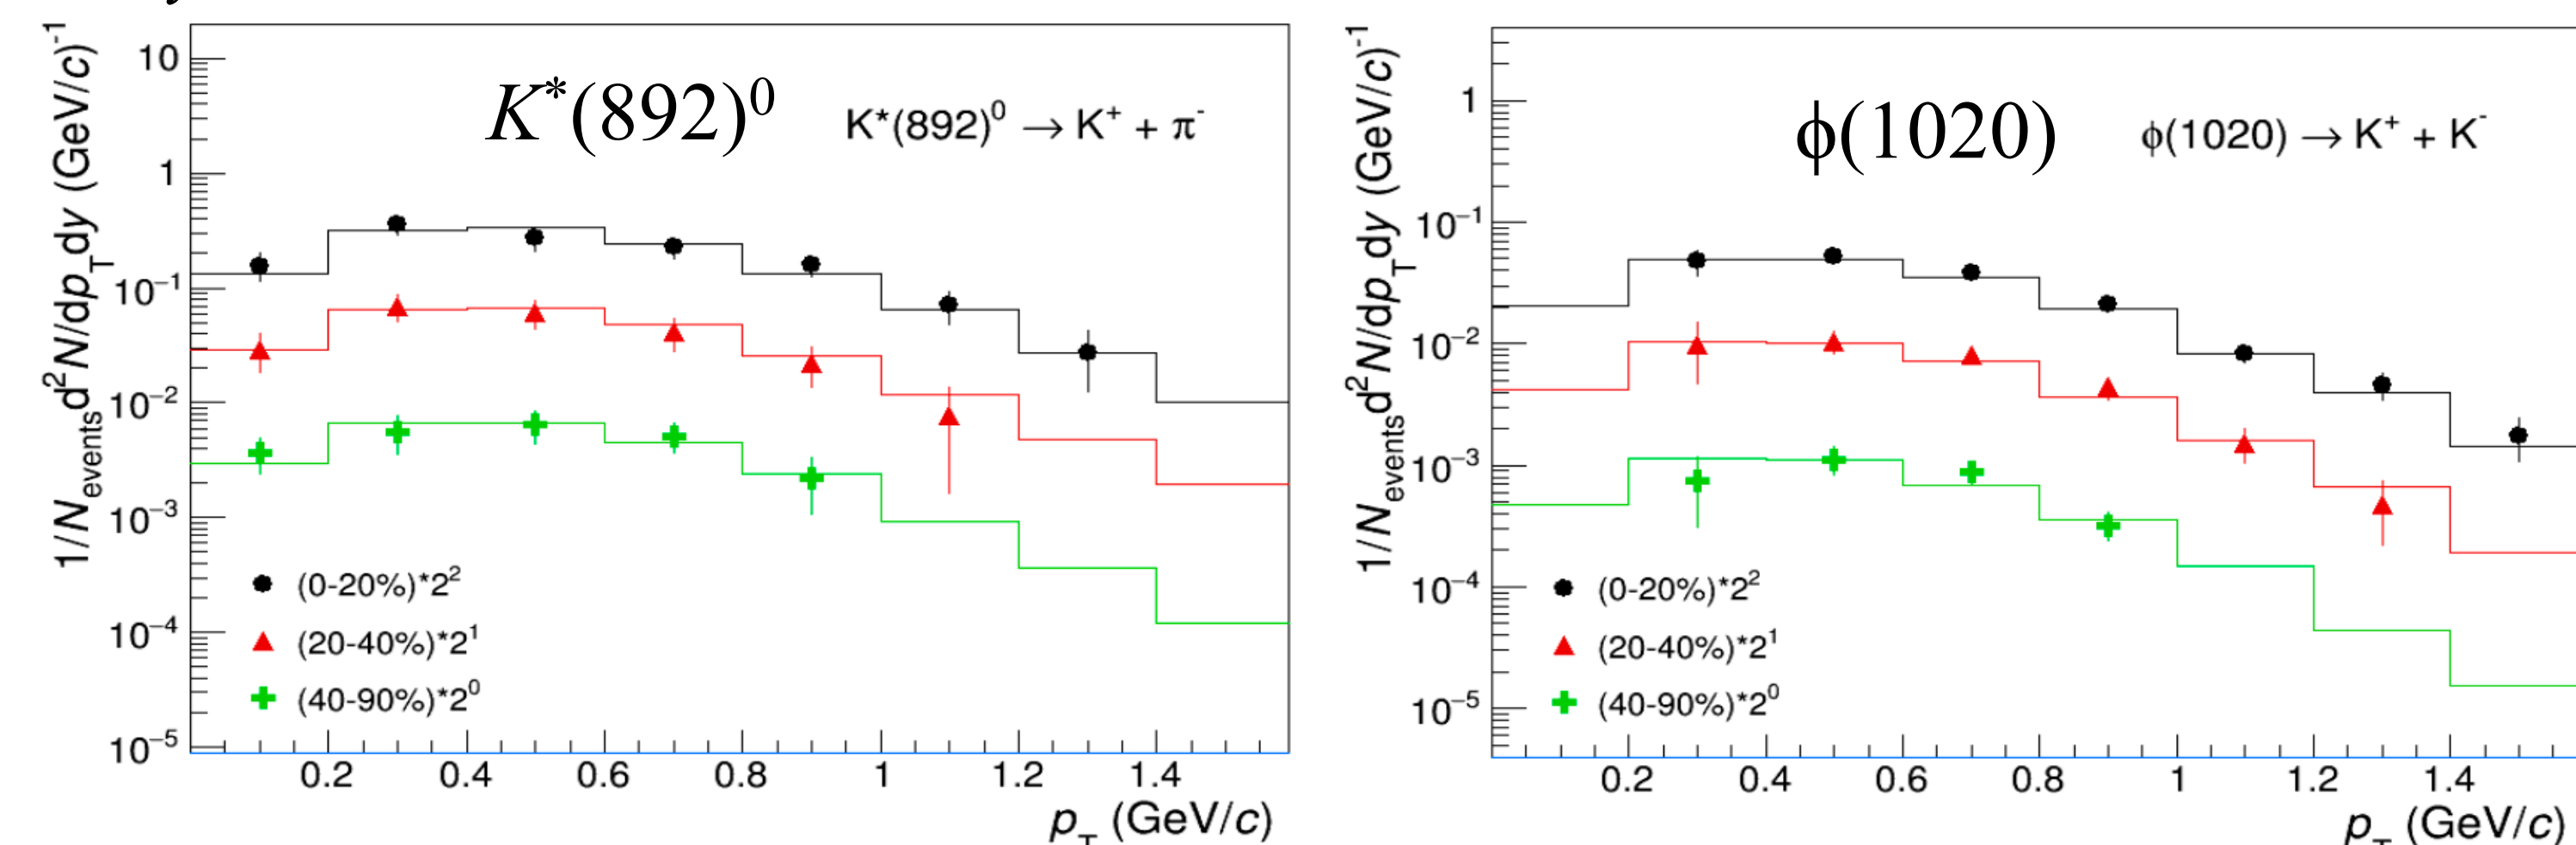 1/N_events d²N/dp_T dy (GeV/c)⁻¹
10
1
10⁻¹
10⁻²
10⁻³
10⁻⁴
10⁻⁵
K*(892)⁰
K*(892)⁰ → K⁺ + π⁻
(0-20%)*2²
(20-40%)*2¹
(40-90%)*2⁰
0.2 0.4 0.6 0.8 1 1.2 1.4
p_T (GeV/c)
1/N_events d²N/dp_T dy (GeV/c)⁻¹
1
10⁻¹
10⁻²
10⁻³
10⁻⁴
10⁻⁵
ϕ(1020)
ϕ(1020) → K⁺ + K⁻
(0-20%)*2²
(20-40%)*2¹
(40-90%)*2⁰
0.2 0.4 0.6 0.8 1 1.2 1.4
p_T (GeV/c)